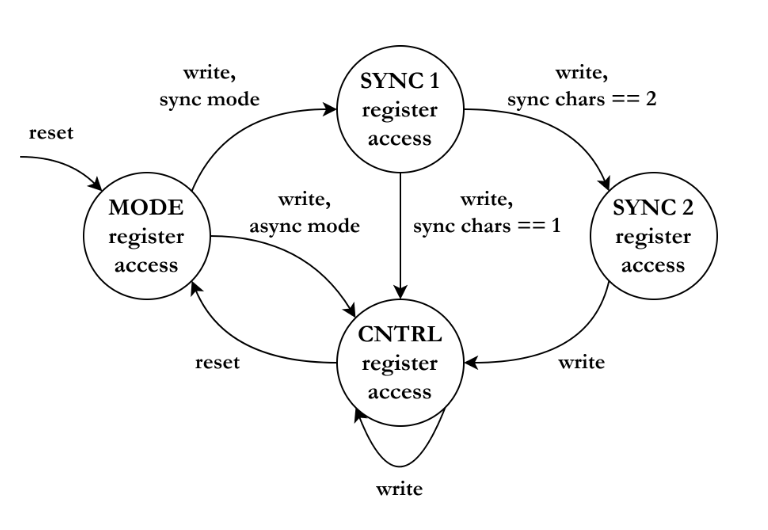 write,
sync mode
SYNC 1
register
access
write,
sync chars == 2
reset
MODE
register
access
write,
async mode
write,
sync chars == 1
SYNC 2
register
access
reset
CNTRL
register
access
write
write